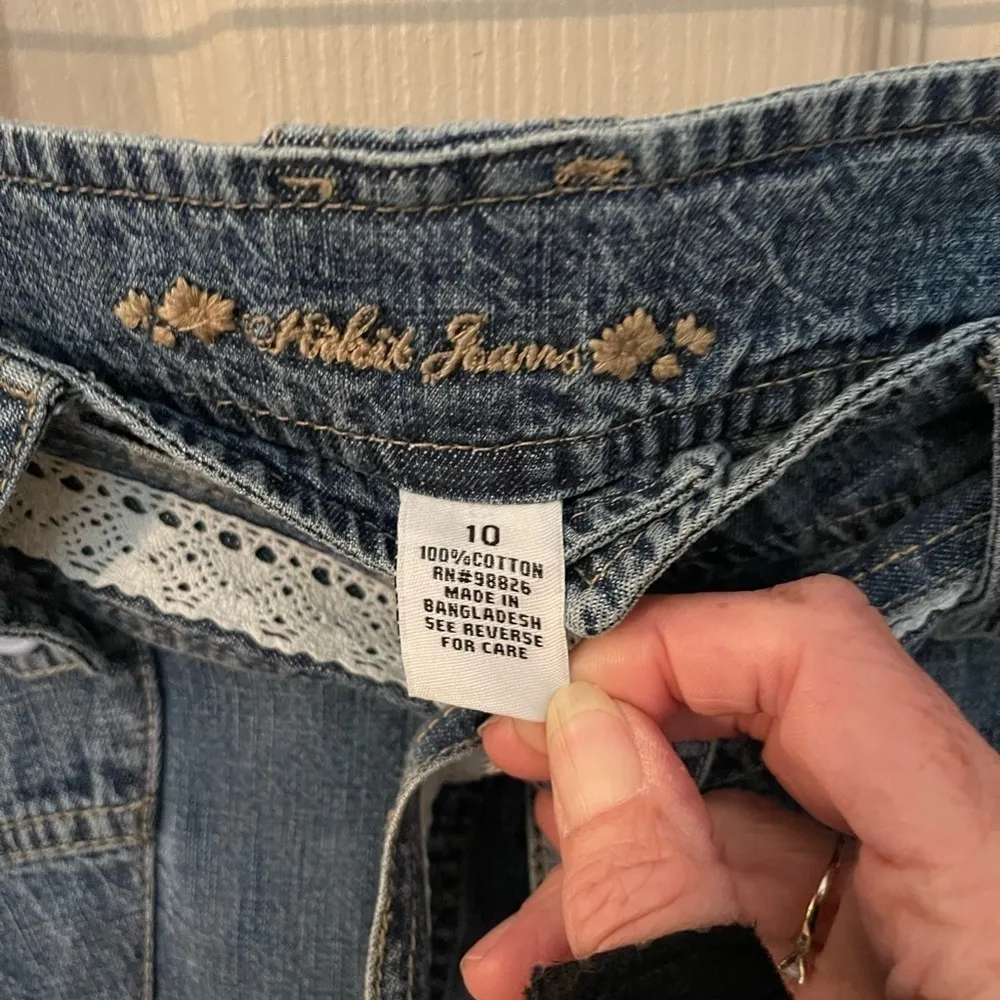 Jeans
10
100%COTTON
RN#98826
MADE IN
BANGLADESH
SEE REVERSE
FOR CARE